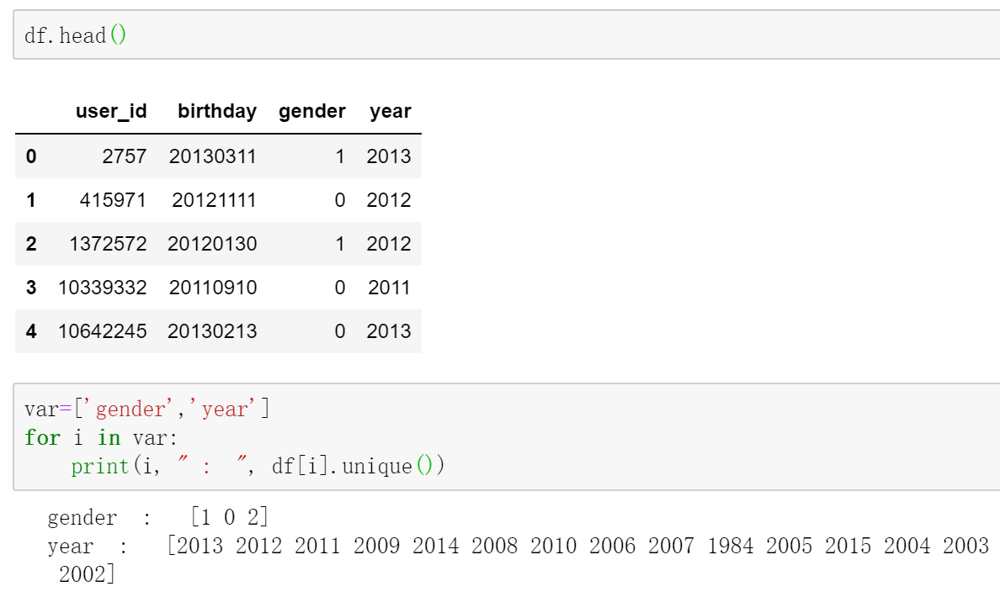 df.head()
user_id birthday gender year
0 2757 20130311 1 2013
1 415971 20121111 0 2012
2 1372572 20120130 1 2012
3 10339332 20110910 0 2011
4 10642245 20130213 0 2013
var=['gender','year']
for i in var:
    print(i, " :  ", df[i].unique())
gender  :   [1 0 2]
year  :   [2013 2012 2011 2009 2014 2008 2010 2006 2007 1984 2005 2015 2004 2003
 2002]